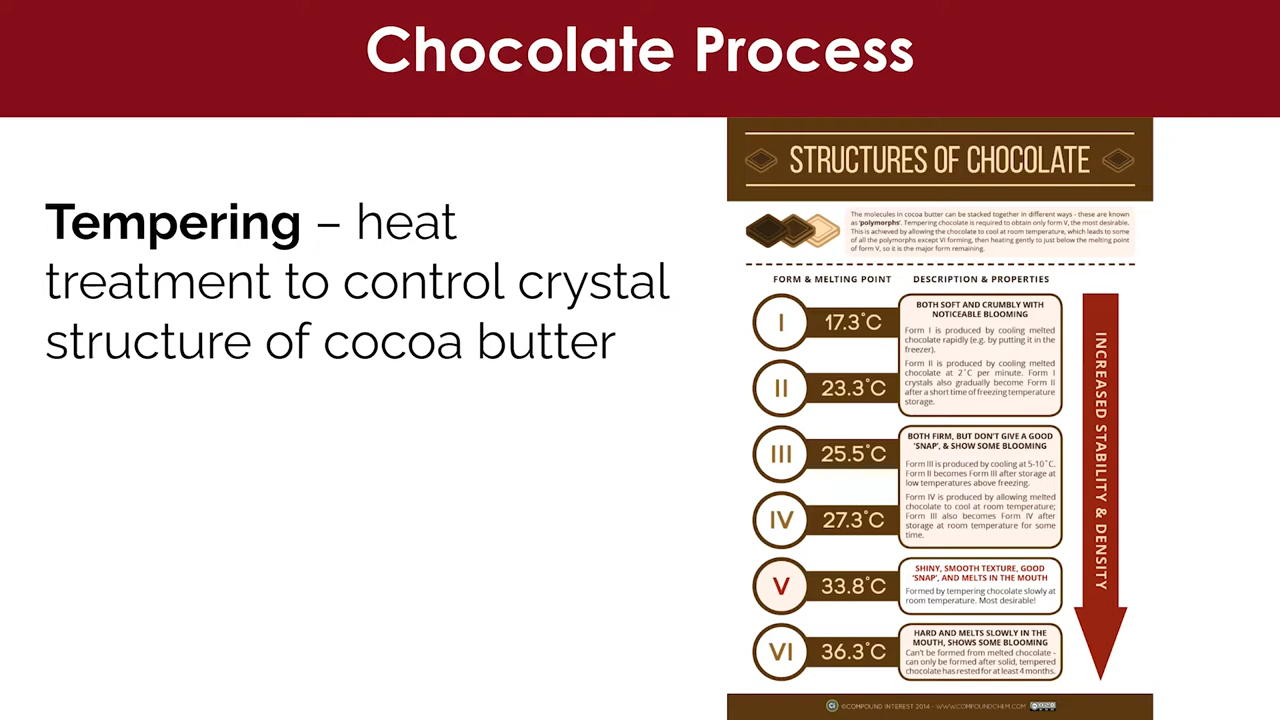 Chocolate Process
Tempering – heat
treatment to control crystal
structure of cocoa butter
STRUCTURES OF CHOCOLATE
The molecules in cocoa butter can be stacked together in different ways - these are known
as 'polymorphs'. Tempering chocolate is required to obtain only form V, the most desirable.
This is achieved by allowing the chocolate to cool at room temperature, which leads to some
of all the polymorphs except VI forming, then heating gently to just below the melting point
of form V, so it is the major form remaining.
FORM & MELTING POINT
DESCRIPTION & PROPERTIES
I
17.3°C
BOTH SOFT AND CRUMBLY WITH
NOTICEABLE BLOOMING
Form I is produced by cooling melted
chocolate rapidly (e.g. by putting it in the
freezer).
II
23.3°C
Form II is produced by cooling melted
chocolate at 2°C per minute. Form I
crystals also gradually become Form II
after a short time of freezing temperature
storage.
III
25.5°C
BOTH FIRM, BUT DON'T GIVE A GOOD
'SNAP', & SHOW SOME BLOOMING
Form III is produced by cooling at 5-10°C.
Form II becomes Form III after storage at
low temperatures above freezing.
IV
27.3°C
Form IV is produced by allowing melted
chocolate to cool at room temperature;
Form III also becomes Form IV after
storage at room temperature for some
time.
V
33.8°C
SHINY, SMOOTH TEXTURE, GOOD
'SNAP', AND MELTS IN THE MOUTH
Formed by tempering chocolate slowly at
room temperature. Most desirable!
VI
36.3°C
HARD AND MELTS SLOWLY IN THE
MOUTH, SHOWS SOME BLOOMING
Can't be formed from melted chocolate -
can only be formed after solid, tempered
chocolate has rested for at least 4 months.
INCREASED STABILITY & DENSITY
Ci
©COMPOUND INTEREST 2014 - WWW.COMPOUNDCHEM.COM